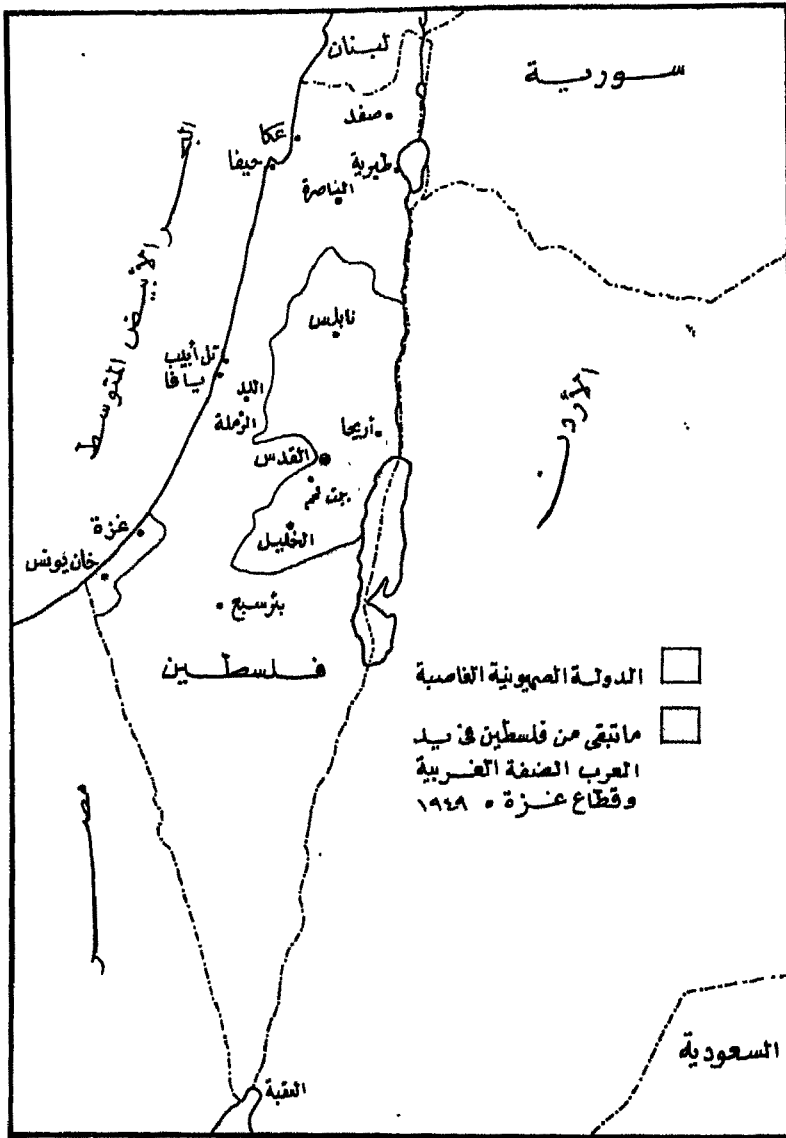 لبنان
سورية
صفد
عكا
حيفا
طبرية
الناصرة
البحر الأبيض المتوسط
نابلس
تل أبيب
يافا
اللد
الرملة
أريحا
القدس
الأردن
بيت لحم
الخليل
غزة
خان يونس
بئر سبع
فلسطين
الدولة الصهيونية الغاصبة
ما تبقى من فلسطين في يد
العرب الضفة الغربية
وقطاع غزة ١٩٤٩
مصر
السعودية
العقبة